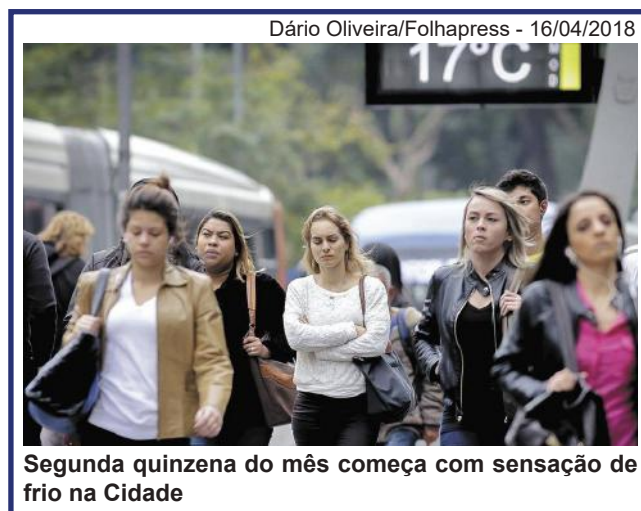 Dário Oliveira/Folhapress - 16/04/2018
17°C
Segunda quinzena do mês começa com sensação de
frio na Cidade